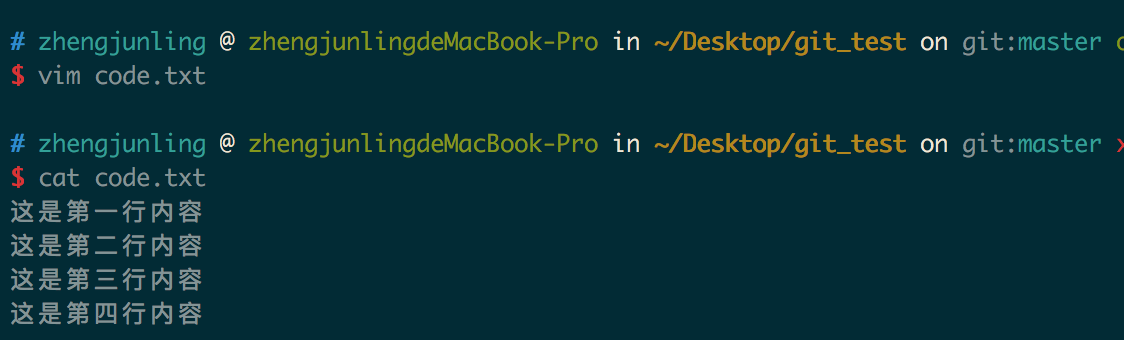 # zhengjunling @ zhengjunlingdeMacBook-Pro in ~/Desktop/git_test on git:master o
$ vim code.txt
# zhengjunling @ zhengjunlingdeMacBook-Pro in ~/Desktop/git_test on git:master x
$ cat code.txt
这是第一行内容
这是第二行内容
这是第三行内容
这是第四行内容